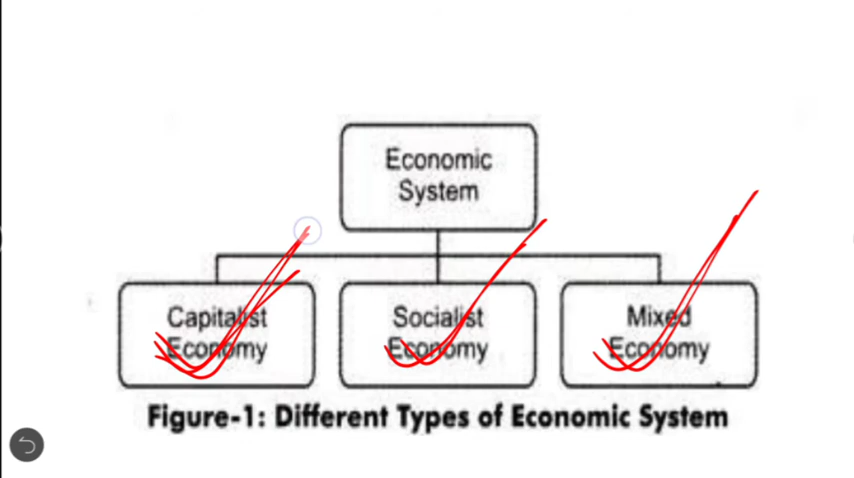 Economic
System
Capitalist
Economy
Socialist
Economy
Mixed
Economy
Figure-1: Different Types of Economic System